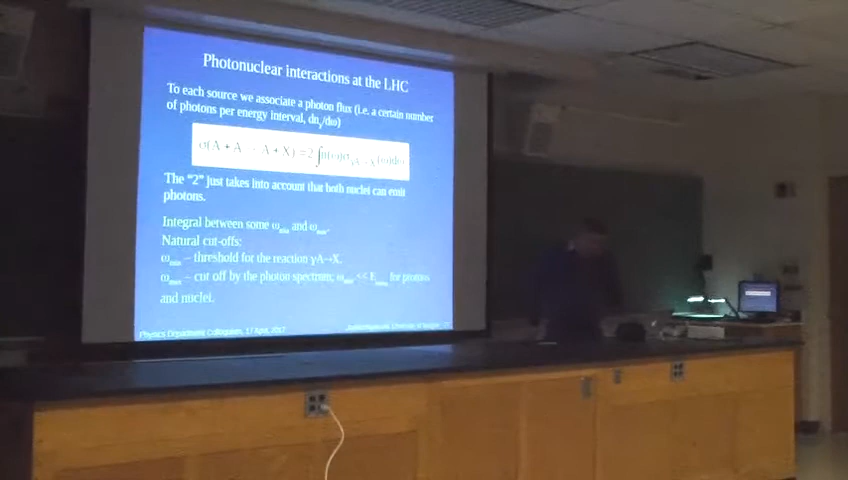 Photonuclear interactions at the LHC
To each source we associate a photon flux (i.e. a certain number
of photons per energy interval, dnγ/dω)
σ(A + A → A + X) = 2 ∫ n(ω) σγA→X (ω) dω
The "2" just takes into account that both nuclei can emit
photons.
Integral between some ωmin and ωmax.
Natural cut-offs:
ωmin – threshold for the reaction γA→X.
ωmax – cut off by the photon spectrum; << for protons
and nuclei.
Physics Department Colloquium, 17 April, 2017